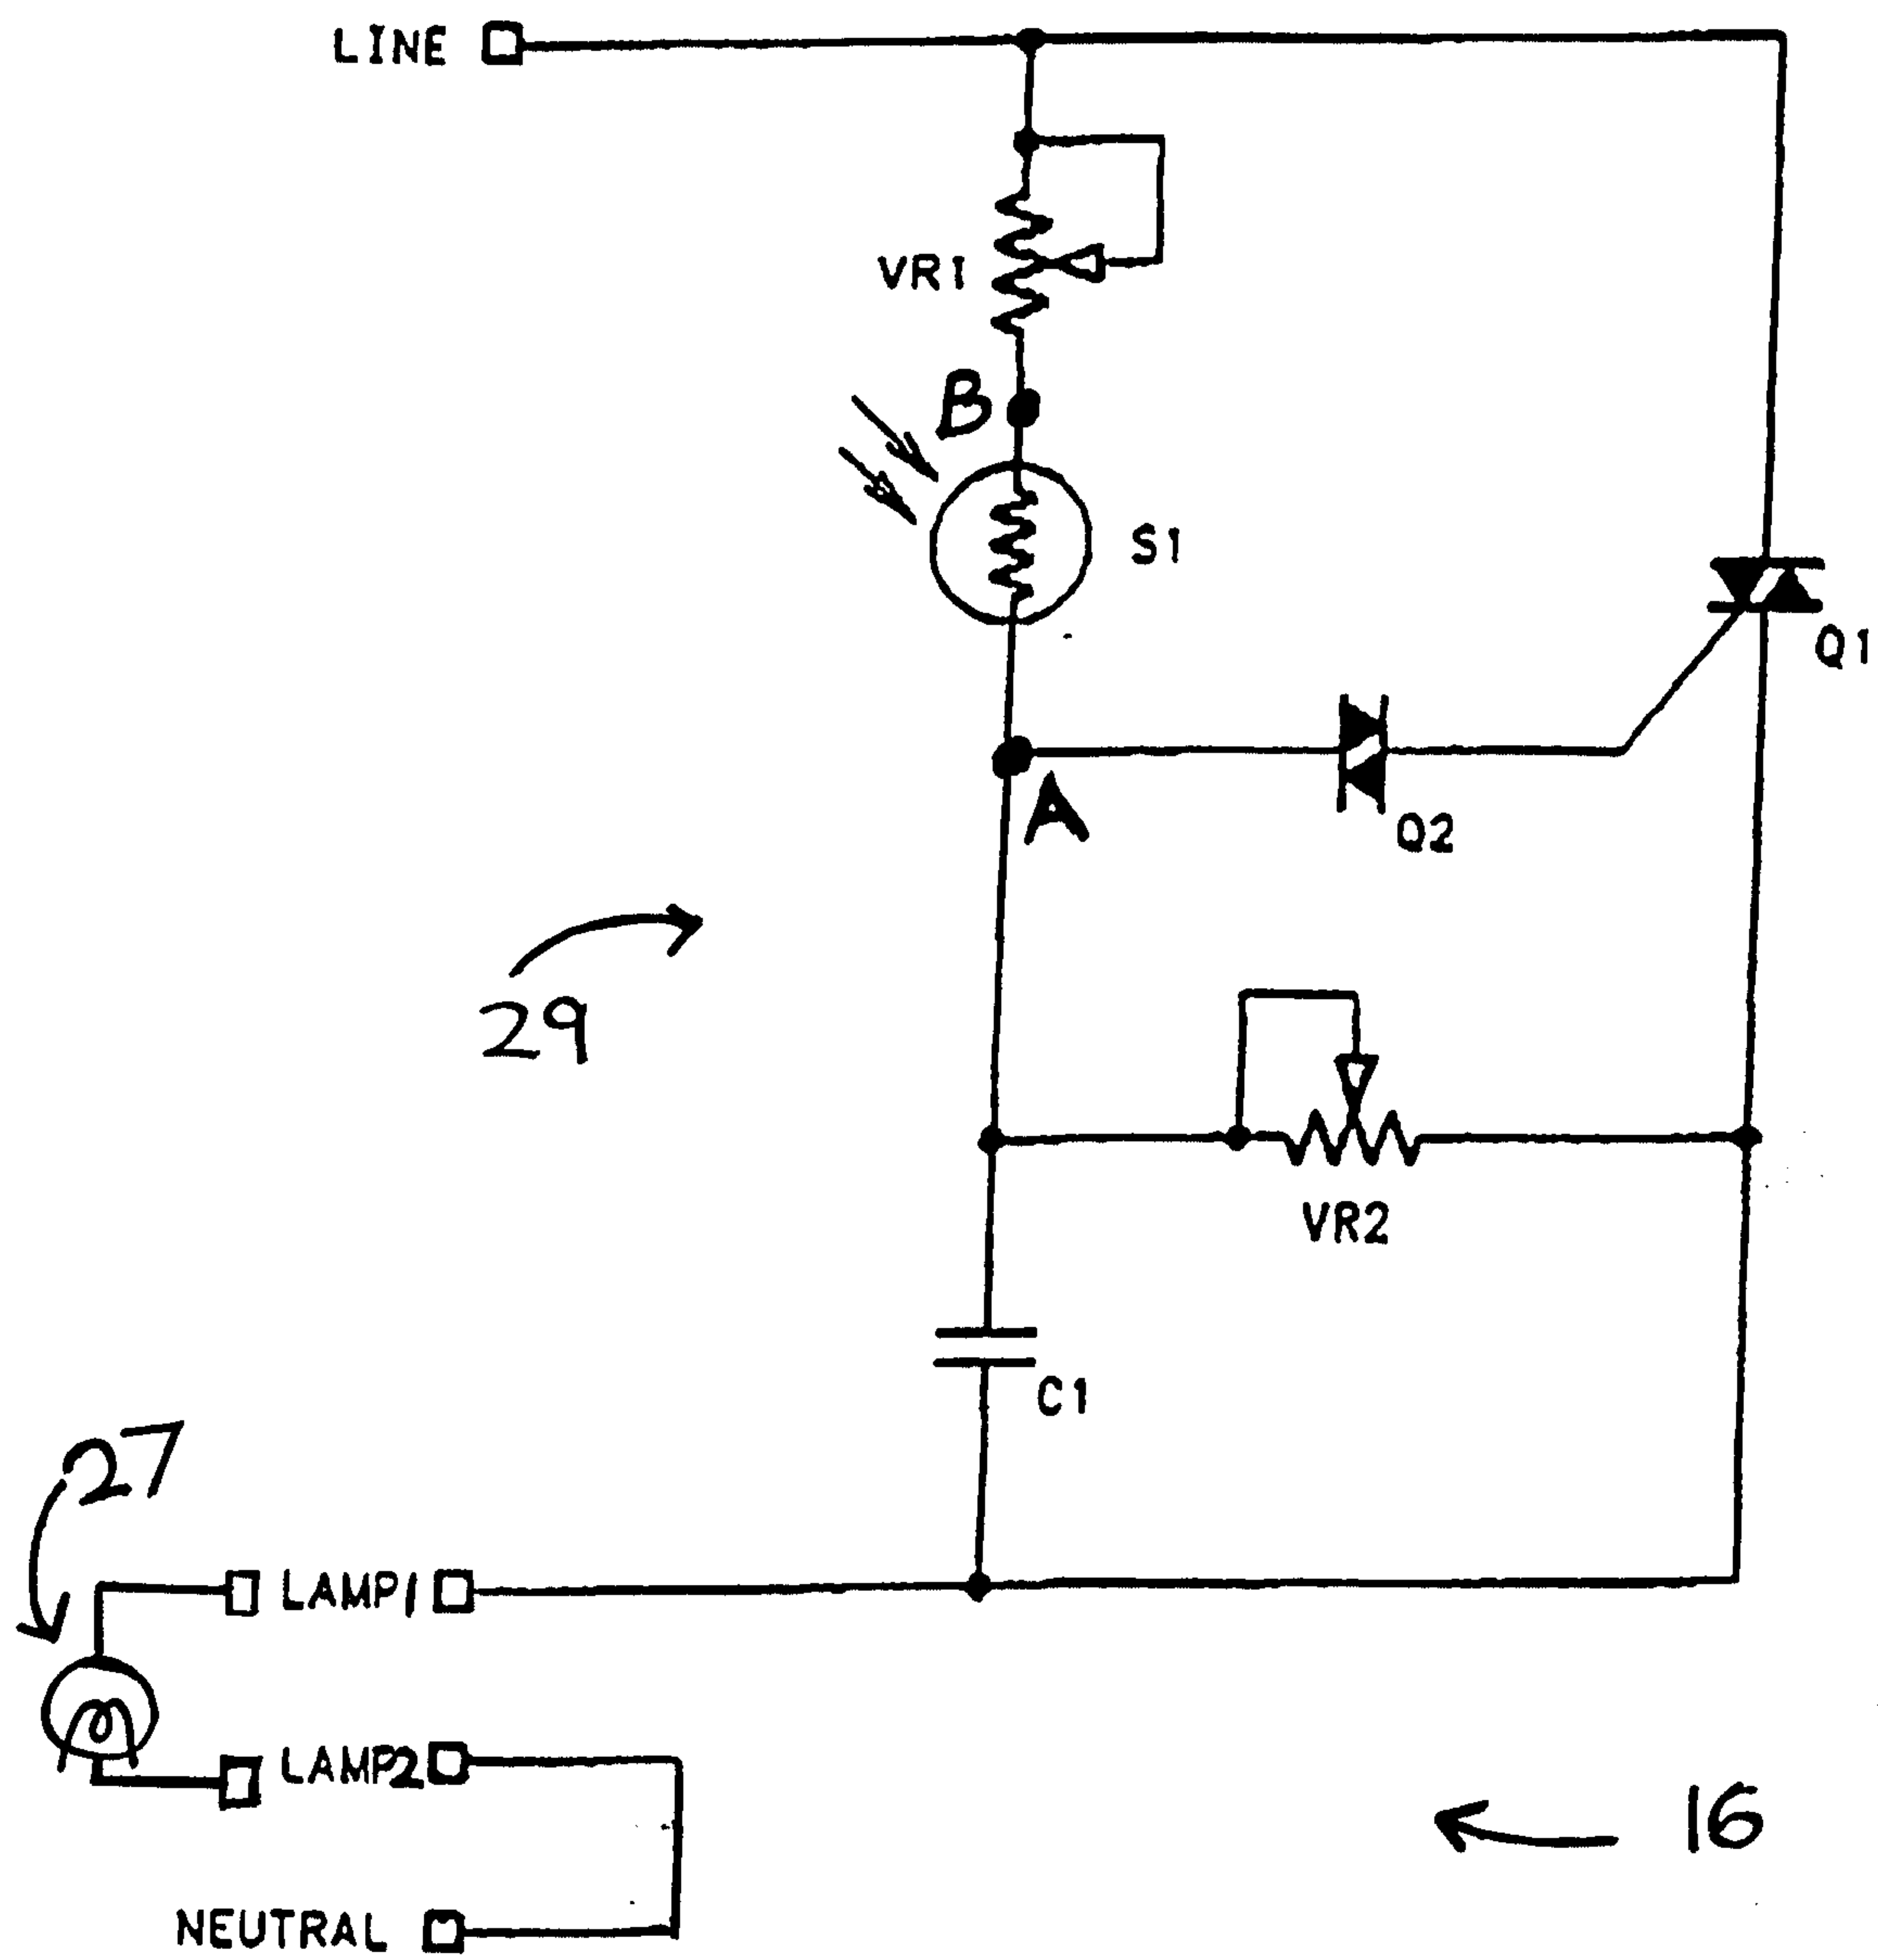 LINE
VR1
B
S1
Q1
A
Q2
29
VR2
C1
27
LAMP1
LAMP2
16
NEUTRAL